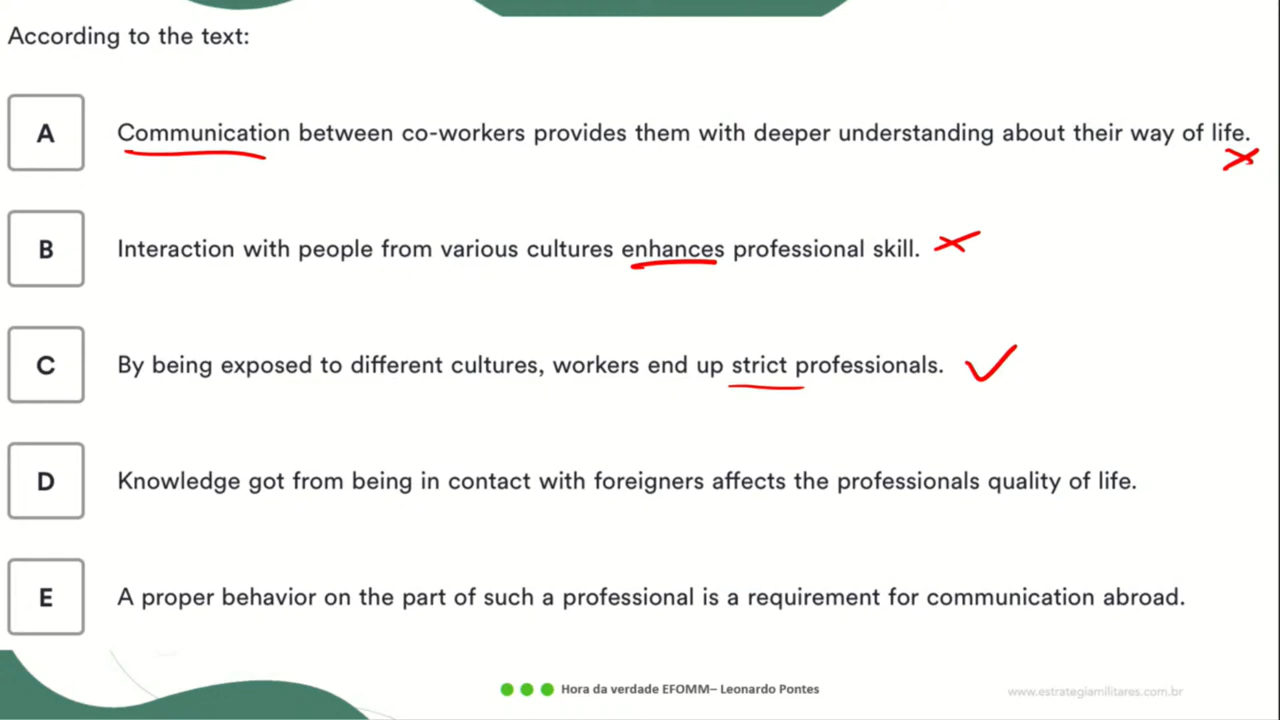 According to the text:
A
Communication between co-workers provides them with deeper understanding about their way of life.
B
Interaction with people from various cultures enhances professional skill.
C
By being exposed to different cultures, workers end up strict professionals.
D
Knowledge got from being in contact with foreigners affects the professionals quality of life.
E
A proper behavior on the part of such a professional is a requirement for communication abroad.
Hora da verdade EFOMM– Leonardo Pontes
www.estrategiamilitares.com.br